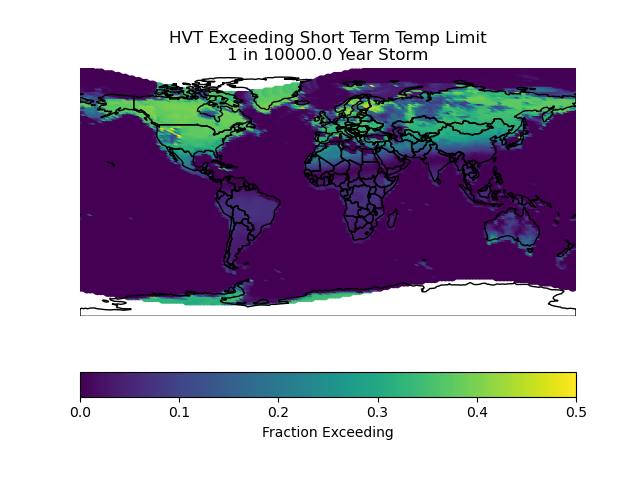 HVT Exceeding Short Term Temp Limit
1 in 10000.0 Year Storm
0.0 0.1 0.2 0.3 0.4 0.5
Fraction Exceeding